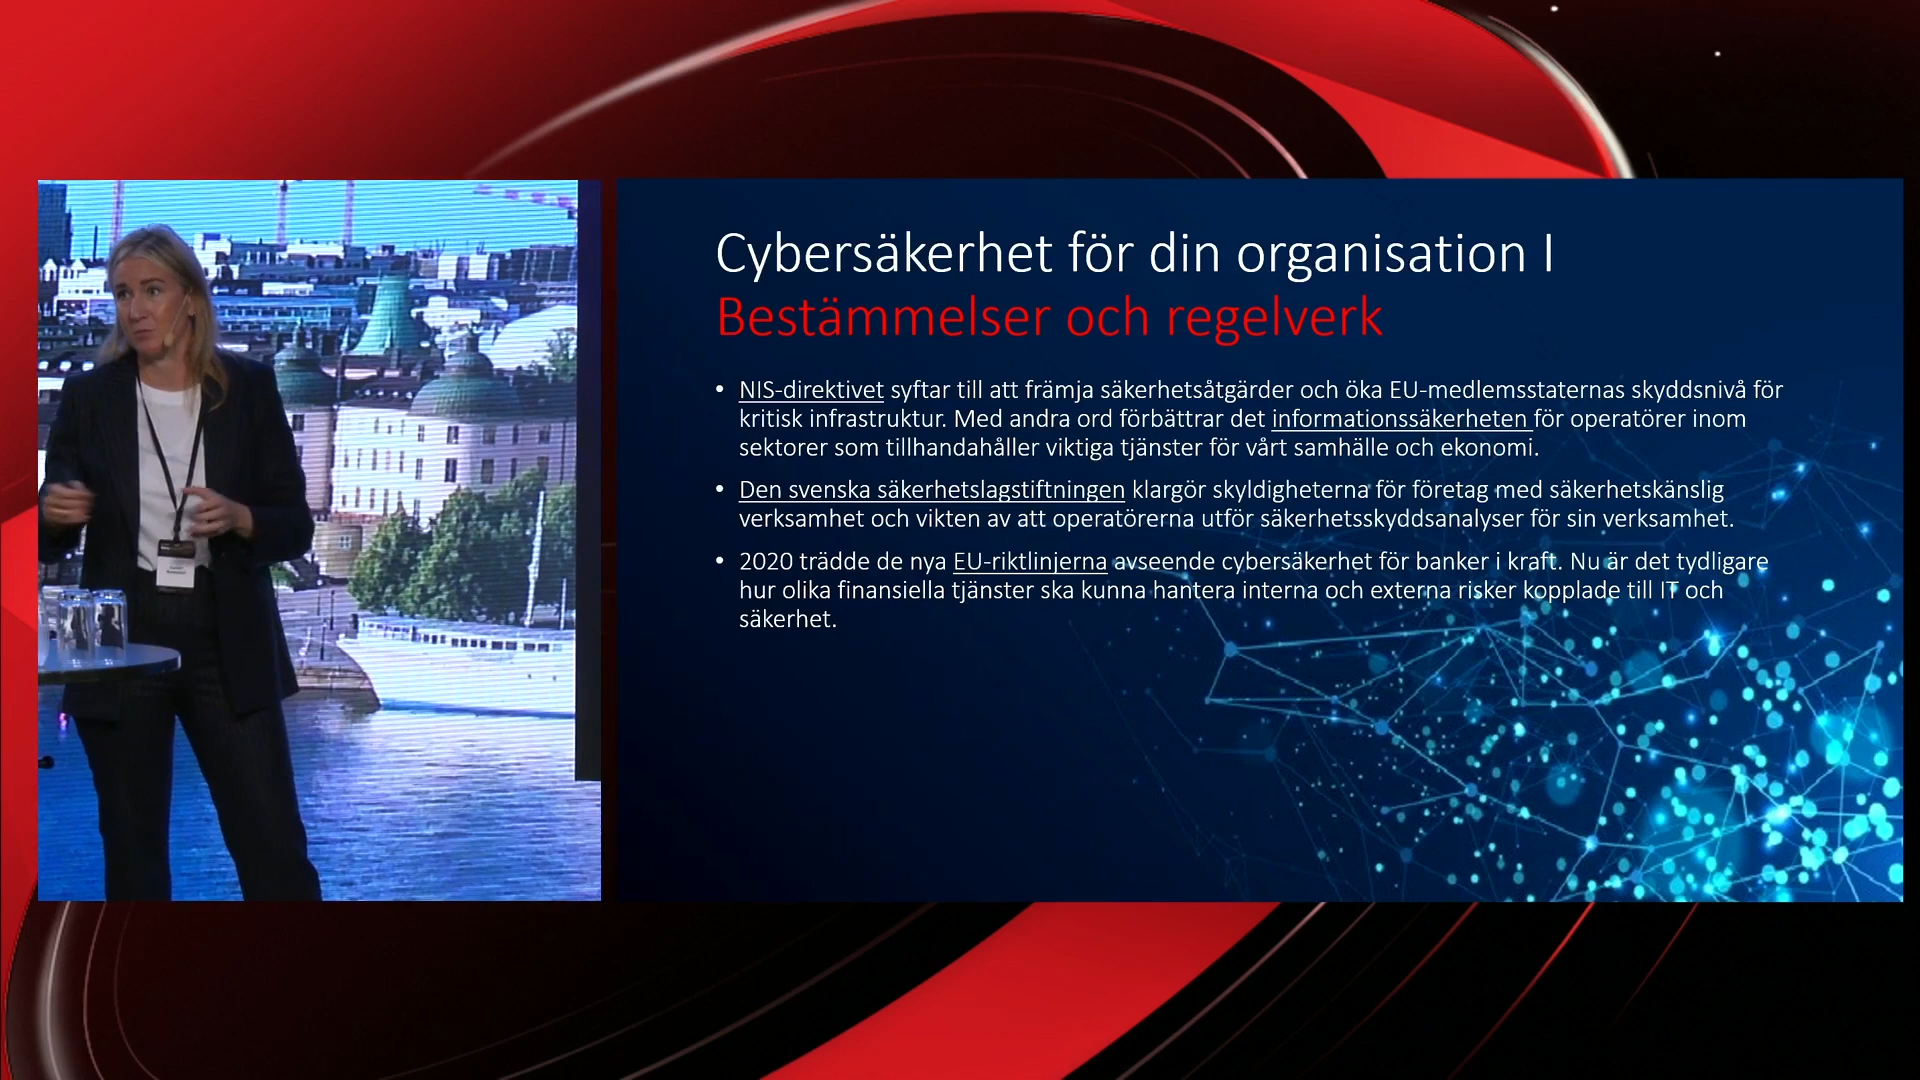 Cybersäkerhet för din organisation I
Bestämmelser och regelverk
• NIS-direktivet syftar till att främja säkerhetsåtgärder och öka EU-medlemsstaternas skyddsnivå för
kritisk infrastruktur. Med andra ord förbättrar det informationssäkerheten för operatörer inom
sektorer som tillhandahåller viktiga tjänster för vårt samhälle och ekonomi.
• Den svenska säkerhetslagstiftningen klargör skyldigheterna för företag med säkerhetskänslig
verksamhet och vikten av att operatörerna utför säkerhetsskyddsanalyser för sin verksamhet.
• 2020 trädde de nya EU-riktlinjerna avseende cybersäkerhet för banker i kraft. Nu är det tydligare
hur olika finansiella tjänster ska kunna hantera interna och externa risker kopplade till IT och
säkerhet.